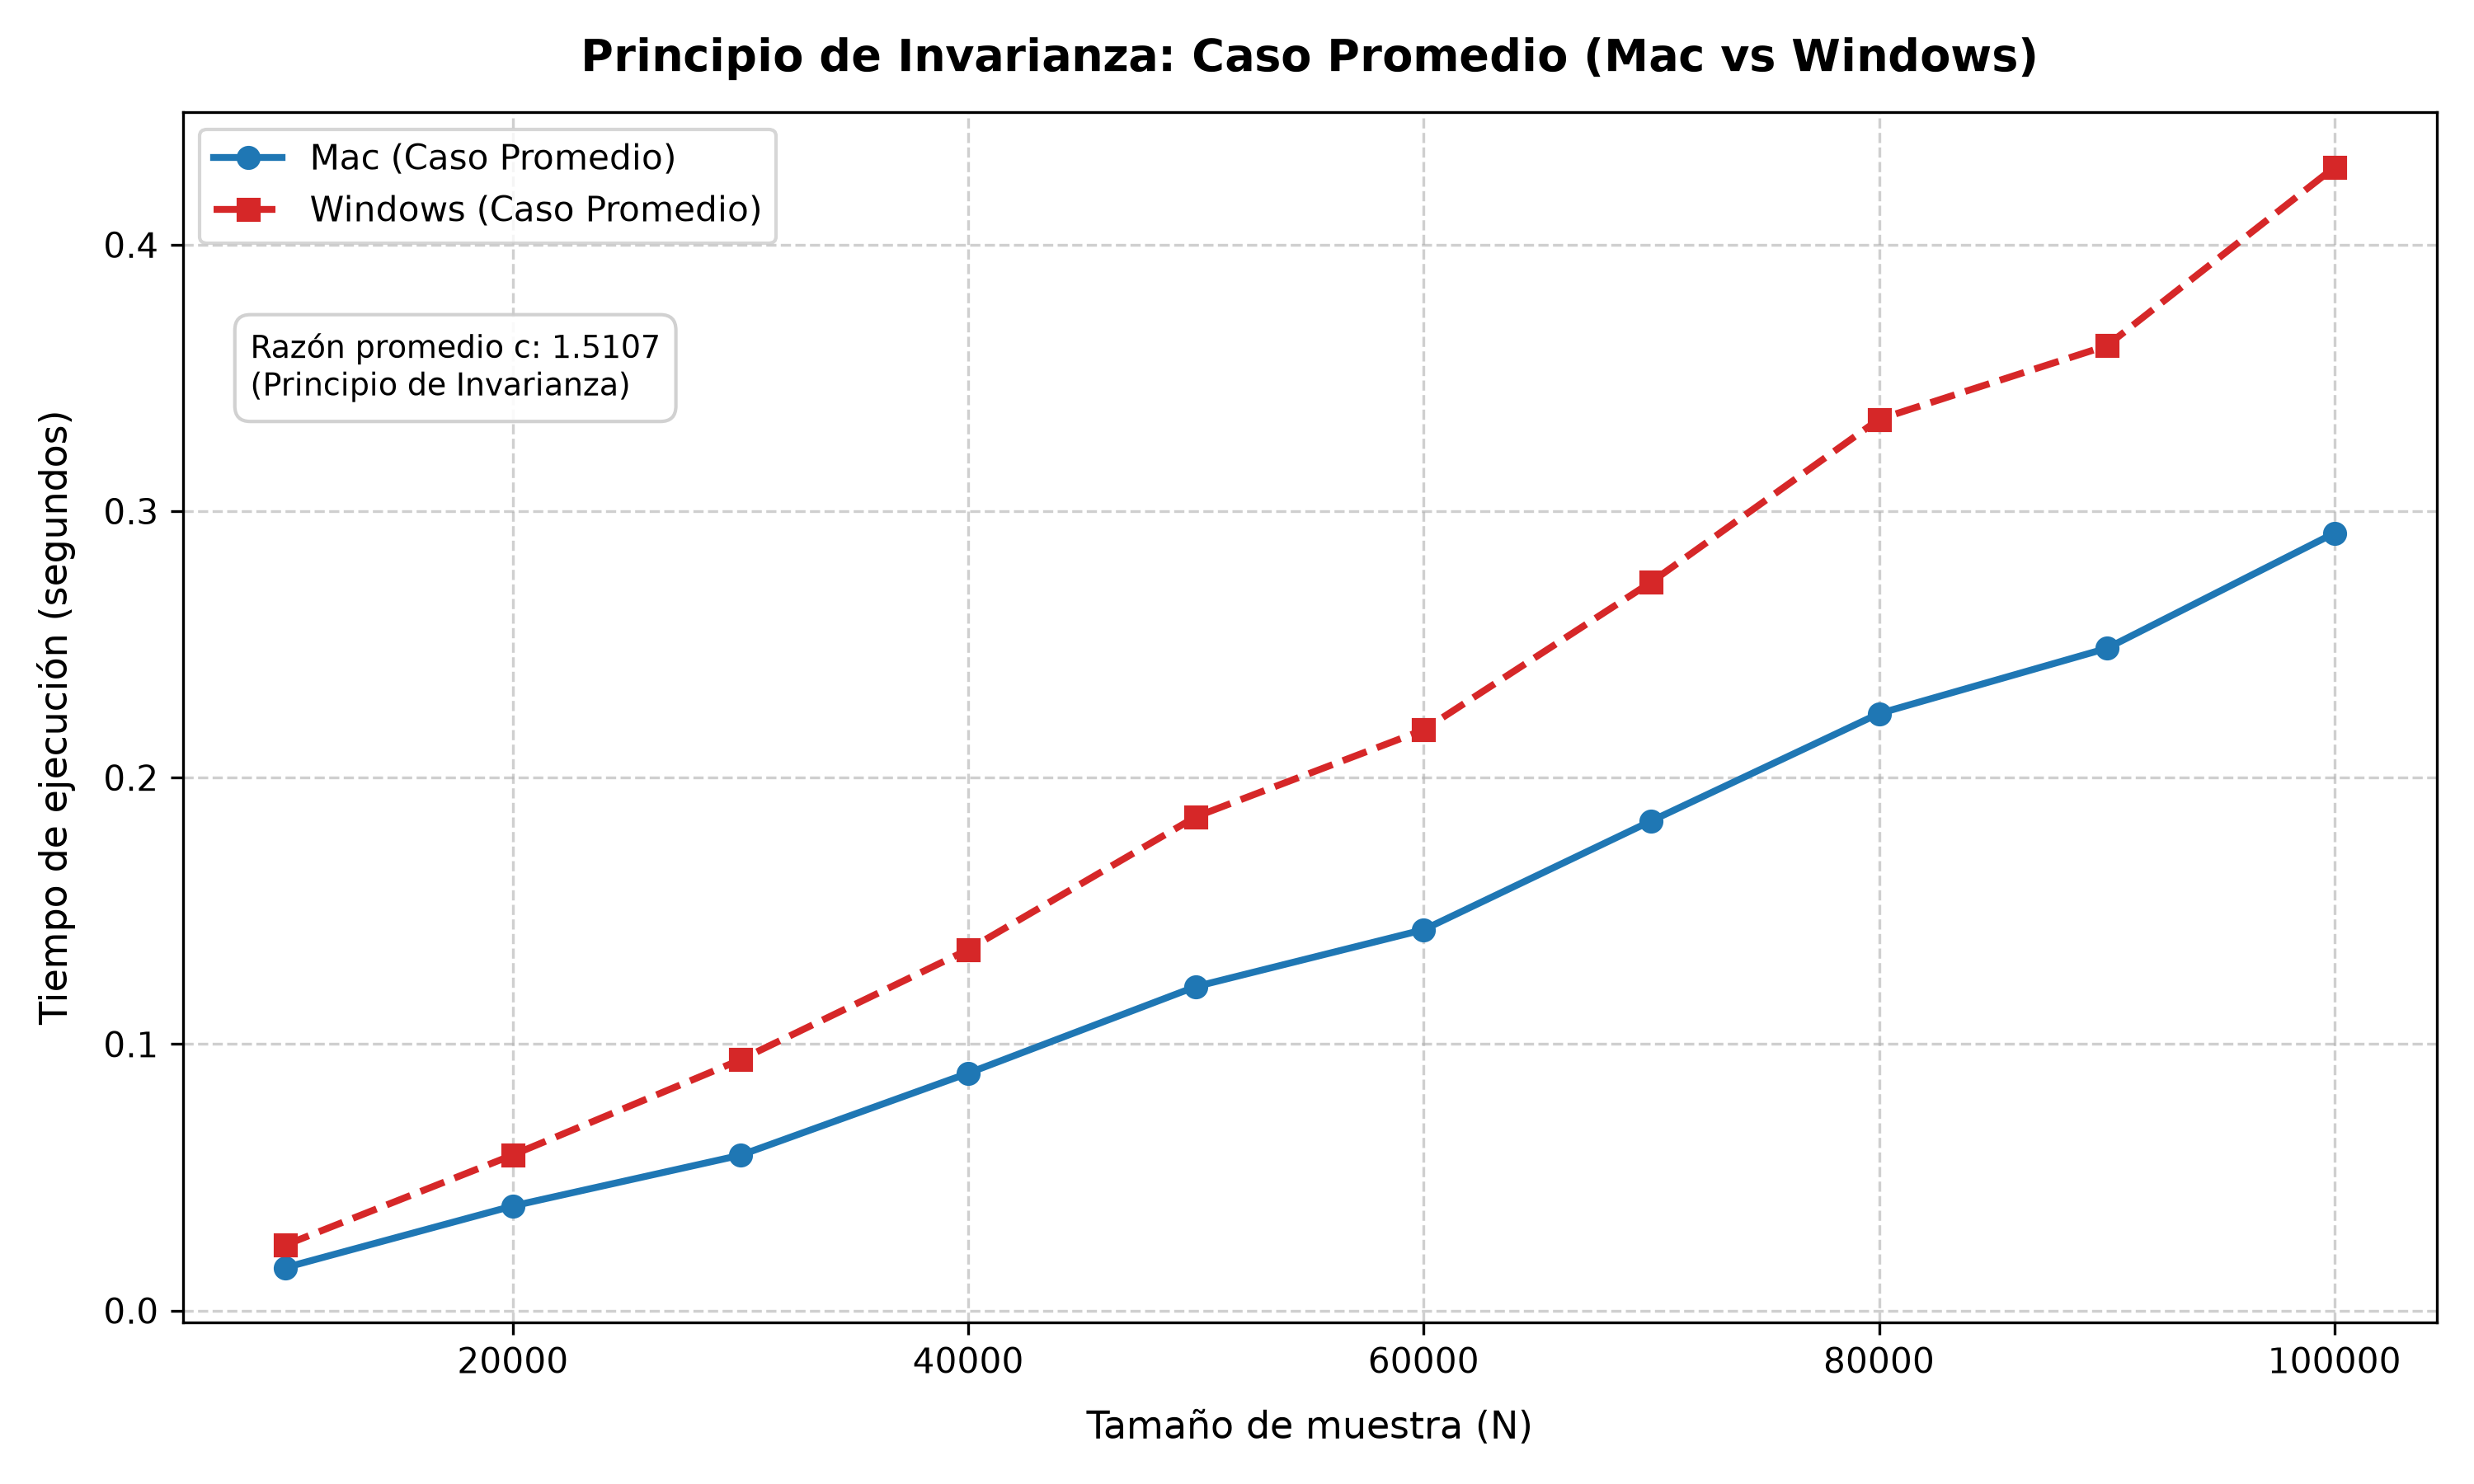 Principio de Invarianza: Caso Promedio (Mac vs Windows)
Mac (Caso Promedio)
Windows (Caso Promedio)
Razón promedio c: 1.5107
(Principio de Invarianza)
Tiempo de ejecución (segundos)
0.4
0.3
0.2
0.1
0.0
20000 40000 60000 80000 100000
Tamaño de muestra (N)